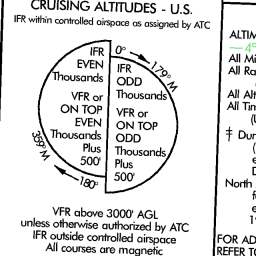 CRUISING ALTITUDES - U.S.
IFR within controlled airspace as assigned by ATC
IFR
EVEN
Thousands
VFR or
ON TOP
EVEN
Thousands
Plus
500'
0°
179° M
IFR
ODD
Thousands
VFR or
ON TOP
ODD
Thousands
Plus
500'
180°
359° M
VFR above 3000' AGL
unless otherwise authorized by ATC
IFR outside controlled airspace
All courses are magnetic
ALTIM
All Mi
All Ra
All Alt
All Tim
‡ Dur
North
FOR AD
REFER TO